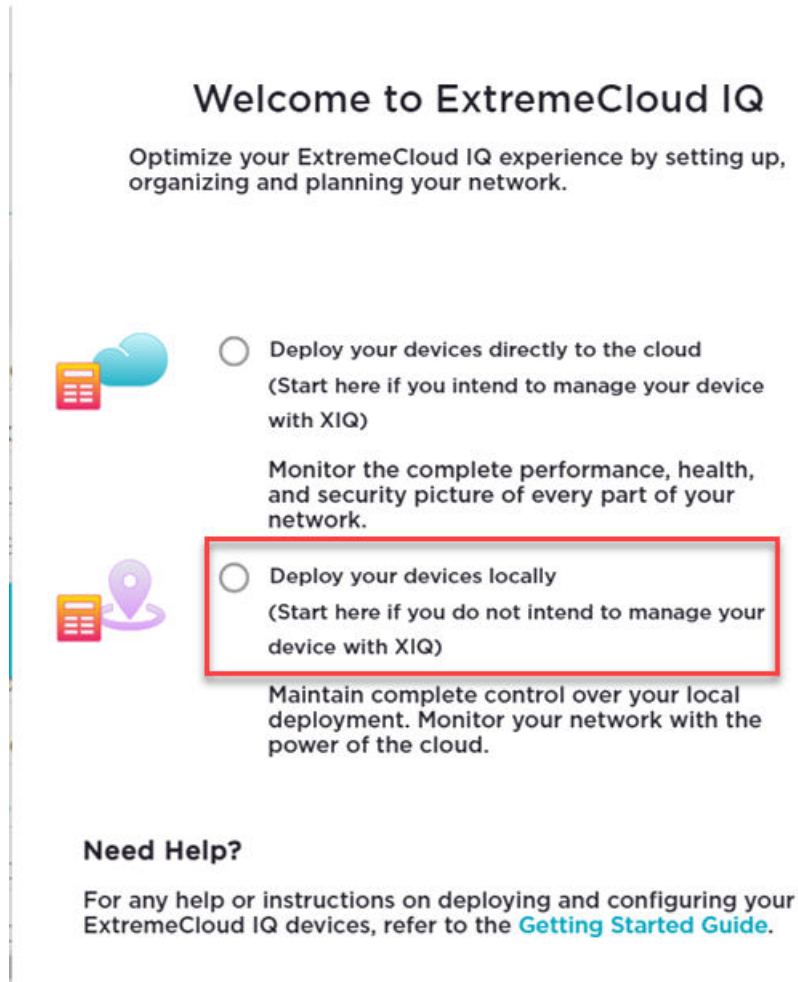 Welcome to ExtremeCloud IQ
Optimize your ExtremeCloud IQ experience by setting up,
organizing and planning your network.
Deploy your devices directly to the cloud
(Start here if you intend to manage your device
with XIQ)
Monitor the complete performance, health,
and security picture of every part of your
network.
Deploy your devices locally
(Start here if you do not intend to manage your
device with XIQ)
Maintain complete control over your local
deployment. Monitor your network with the
power of the cloud.
Need Help?
For any help or instructions on deploying and configuring your
ExtremeCloud IQ devices, refer to the Getting Started Guide.